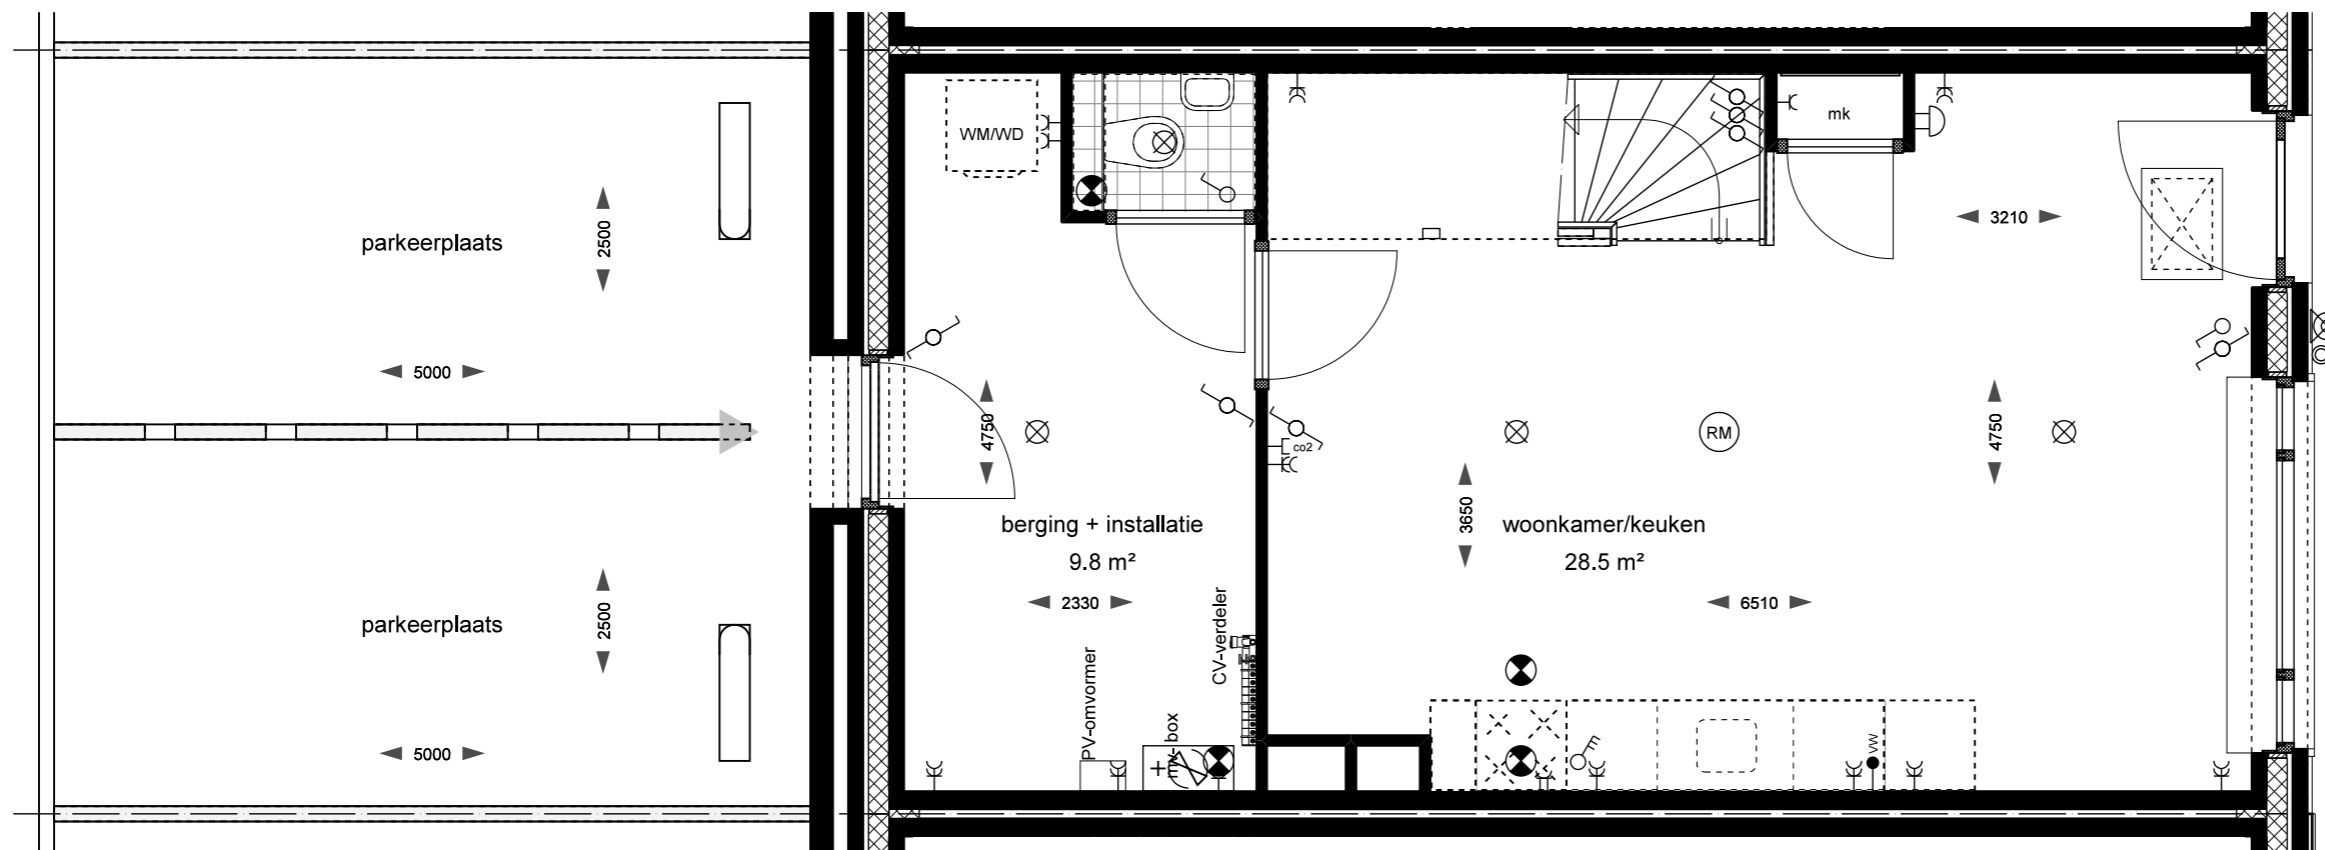 WM/WD
mk
parkeerplaats
2500
3210
5000
4750
RM
4750
co2
berging + installatie
9.8 m²
3650
woonkamer/keuken
28.5 m²
2330
6510
CV-verdeler
parkeerplaats
2500
PV-omvormer
mv- box
VW
5000